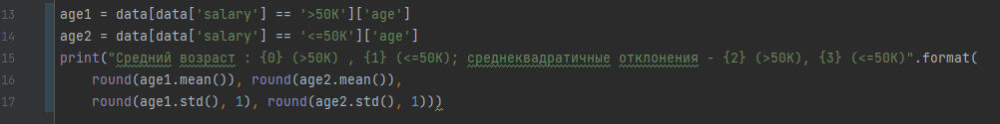 13 age1 = data[data['salary'] == '>50K']['age']
14 age2 = data[data['salary'] == '<=50K']['age']
15 print("Средний возраст : {0} (>50K) , {1} (<=50K); среднеквадратичные отклонения - {2} (>50K), {3} (<=50K)".format(
16     round(age1.mean()), round(age2.mean()),
17     round(age1.std(), 1), round(age2.std(), 1)))